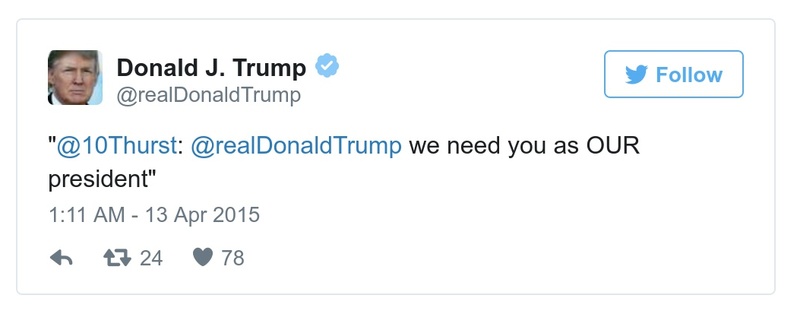 Donald J. Trump
@realDonaldTrump
Follow
"@10Thurst: @realDonaldTrump we need you as OUR
president"
1:11 AM - 13 Apr 2015
24 78